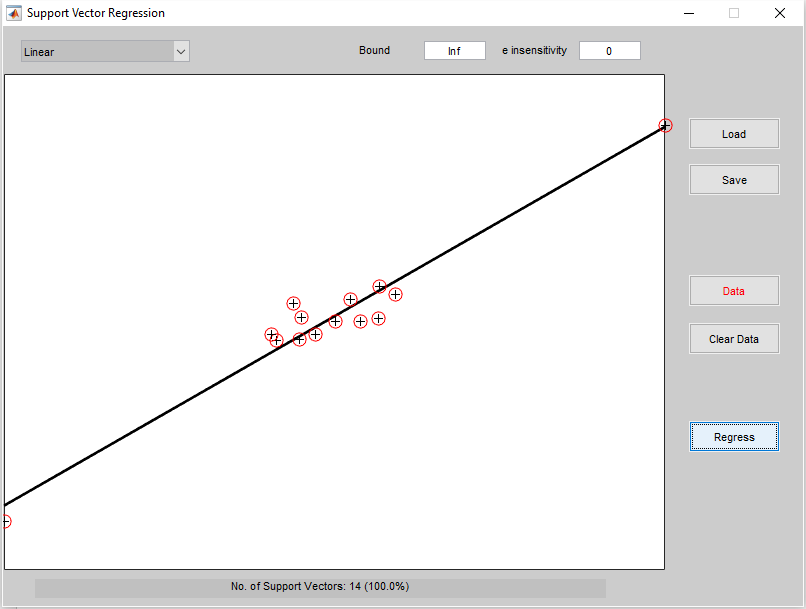 Support Vector Regression
Linear
Bound
Inf
e insensitivity
0
Load
Save
Data
Clear Data
Regress
No. of Support Vectors: 14 (100.0%)